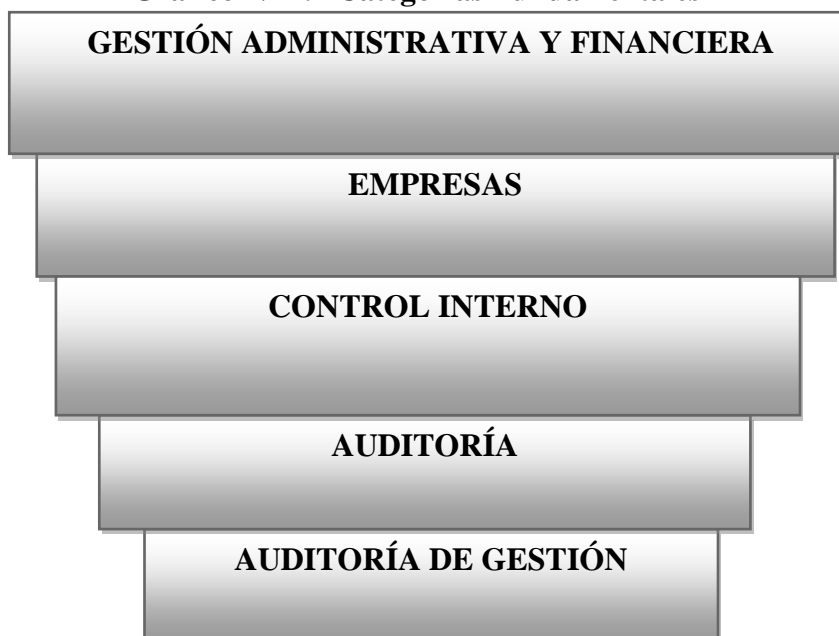 GESTIÓN ADMINISTRATIVA Y FINANCIERA
EMPRESAS
CONTROL INTERNO
AUDITORÍA
AUDITORÍA DE GESTIÓN